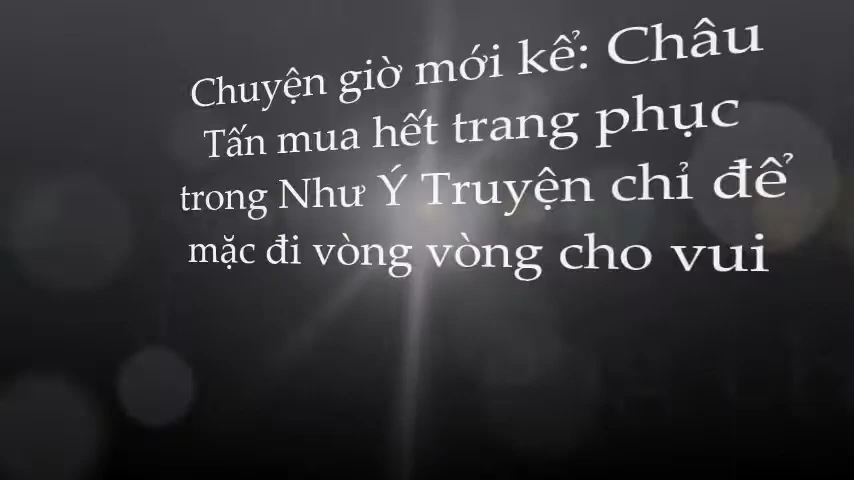 Chuyện giờ mới kể: Châu
Tấn mua hết trang phục
trong Như Ý Truyện chỉ để
mặc đi vòng vòng cho vui